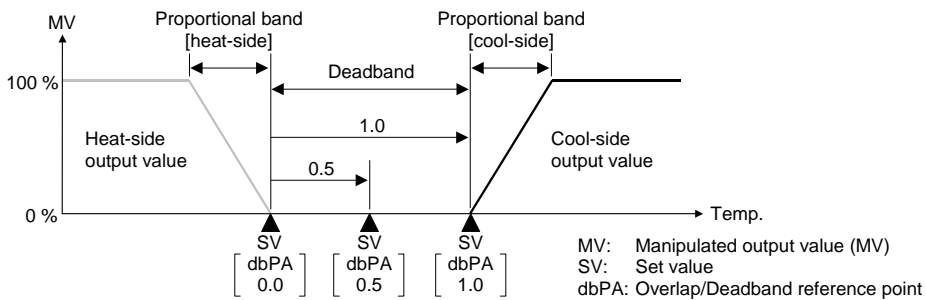 MV
Proportional band
[heat-side]
Proportional band
[cool-side]
Deadband
100 %
1.0
Heat-side
output value
Cool-side
output value
0.5
0 %
Temp.
SV
dbPA
0.0
SV
dbPA
0.5
SV
dbPA
1.0
MV: Manipulated output value (MV)
SV: Set value
dbPA: Overlap/Deadband reference point